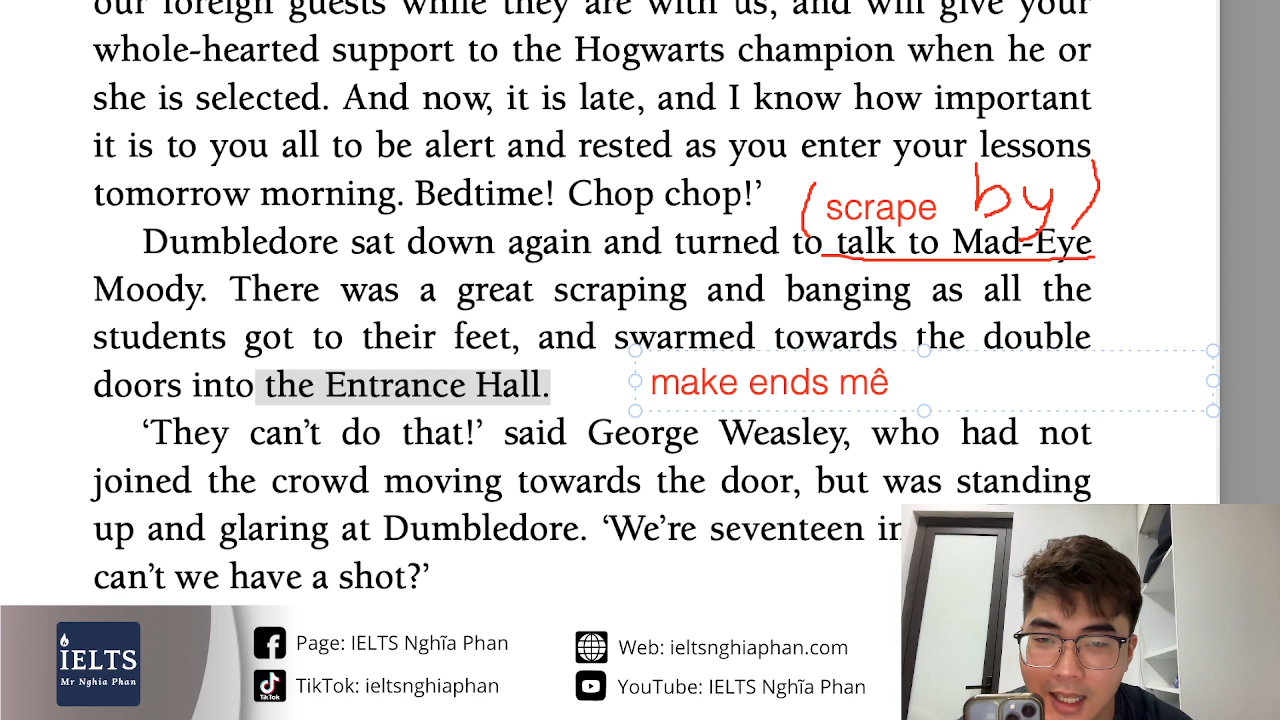 our foreign guests while they are with us, and will give your
whole-hearted support to the Hogwarts champion when he or
she is selected. And now, it is late, and I know how important
it is to you all to be alert and rested as you enter your lessons
tomorrow morning. Bedtime! Chop chop!’
(scrape by)
Dumbledore sat down again and turned to talk to Mad-Eye
Moody. There was a great scraping and banging as all the
students got to their feet, and swarmed towards the double
doors into the Entrance Hall.
make ends mê
‘They can’t do that!’ said George Weasley, who had not
joined the crowd moving towards the door, but was standing
up and glaring at Dumbledore. ‘We’re seventeen in
can’t we have a shot?’
IELTS
Mr Nghia Phan
Page: IELTS Nghĩa Phan
TikTok
TikTok: ieltsnghiaphan
Web: ieltsnghiaphan.com
YouTube: IELTS Nghĩa Phan